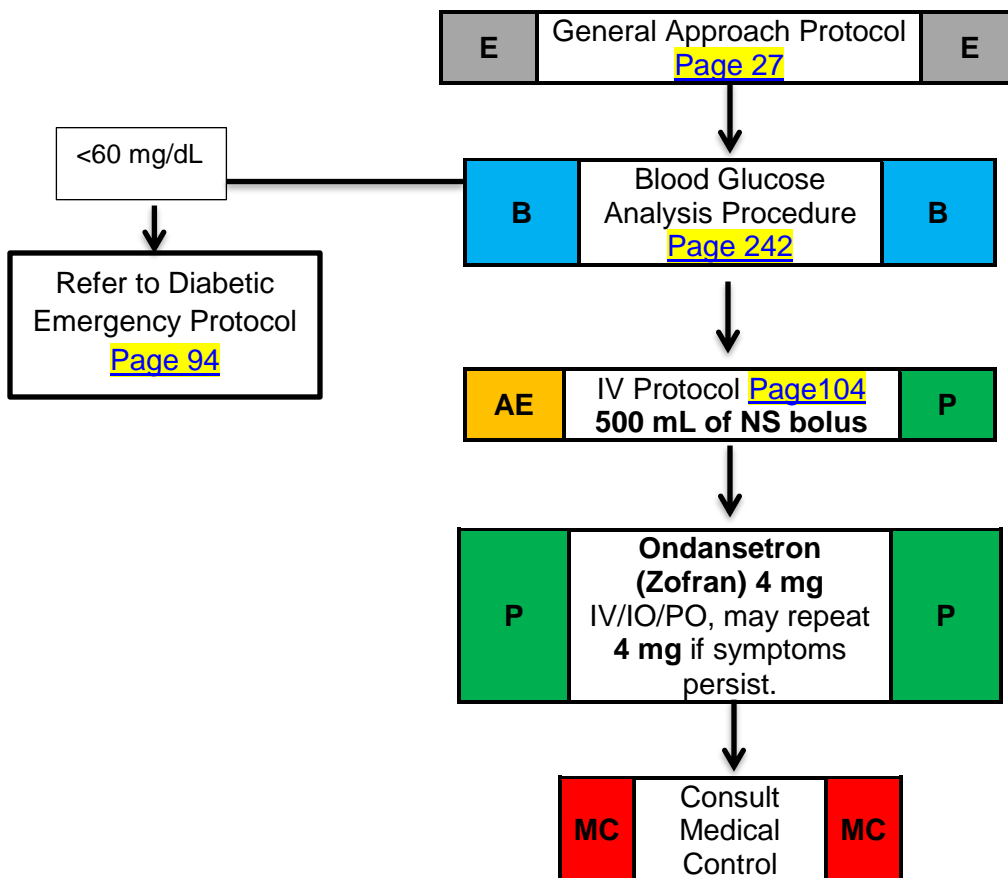 E
General Approach Protocol
Page 27
E
<60 mg/dL
B
Blood Glucose
Analysis Procedure
Page 242
B
Refer to Diabetic
Emergency Protocol
Page 94
AE
IV Protocol Page104
500 mL of NS bolus
P
P
Ondansetron
(Zofran) 4 mg
IV/IO/PO, may repeat
4 mg if symptoms
persist.
P
MC
Consult
Medical
Control
MC